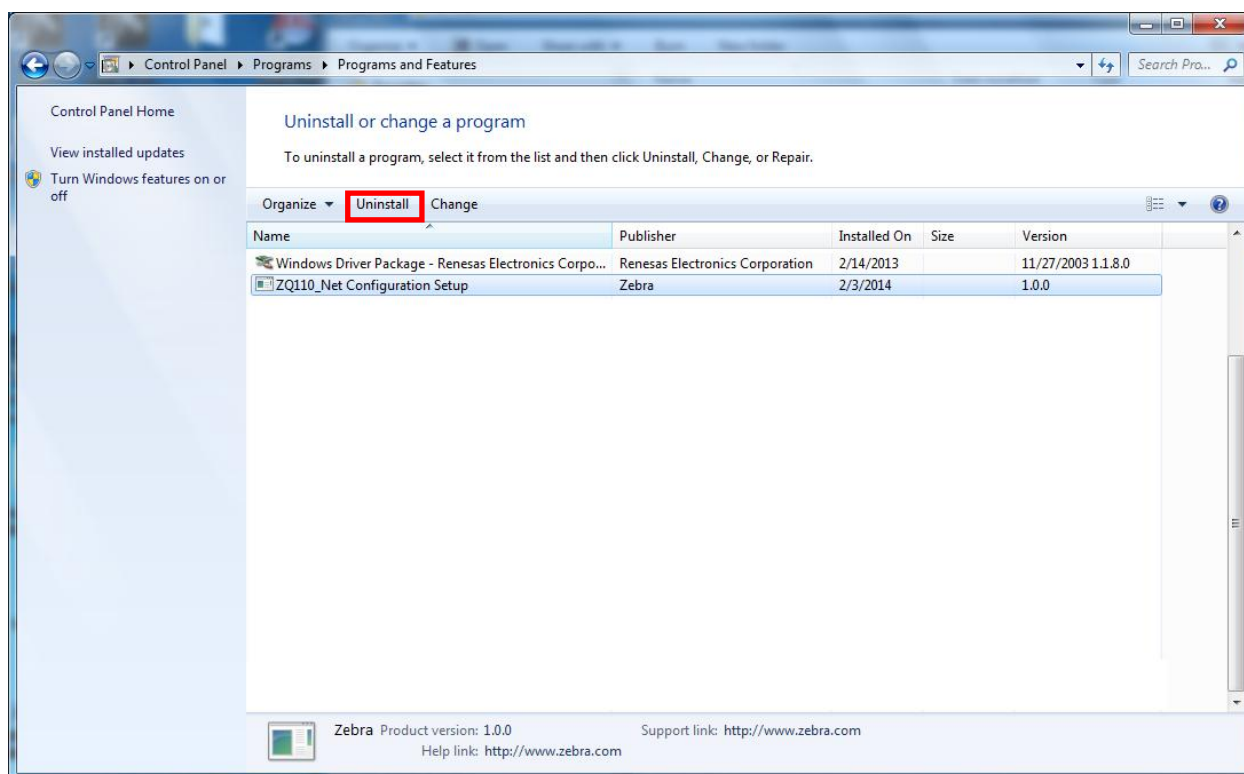 Control Panel ▸ Programs ▸ Programs and Features
Search Pro...
Control Panel Home
View installed updates
Turn Windows features on or
off
Uninstall or change a program
To uninstall a program, select it from the list and then click Uninstall, Change, or Repair.
Organize Uninstall Change
Name Publisher Installed On Size Version
Windows Driver Package - Renesas Electronics Corpo... Renesas Electronics Corporation 2/14/2013 11/27/2003 1.1.8.0
ZQ110_Net Configuration Setup Zebra 2/3/2014 1.0.0
Zebra Product version: 1.0.0 Support link: http://www.zebra.com
Help link: http://www.zebra.com